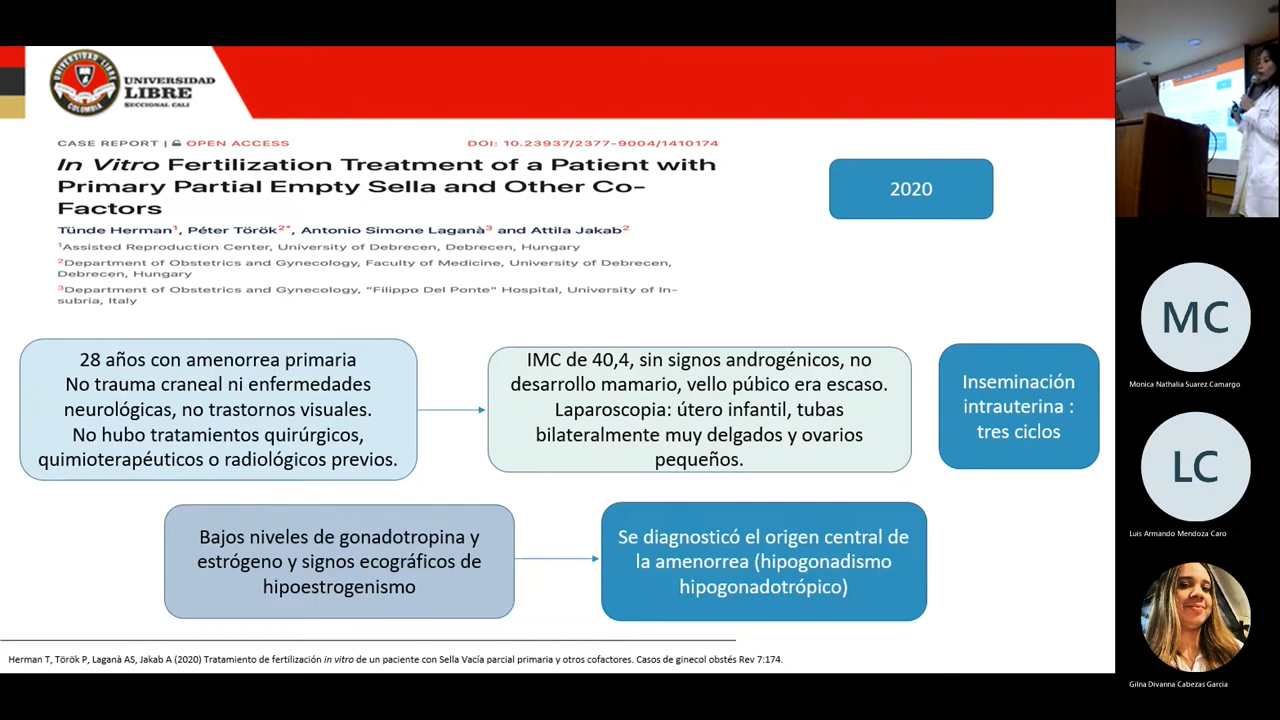 UNIVERSIDAD
LIBRE
SECCIONAL CALI
UNIVERSIDAD LIBRE
COLOMBIA
CASE REPORT | OPEN ACCESS
DOI: 10.23937/2377-9004/1410174
In Vitro Fertilization Treatment of a Patient with
Primary Partial Empty Sella and Other Co-
Factors
Tünde Herman1, Péter Török2*, Antonio Simone Laganà3 and Attila Jakab2
1Assisted Reproduction Center, University of Debrecen, Debrecen, Hungary
2Department of Obstetrics and Gynecology, Faculty of Medicine, University of Debrecen,
Debrecen, Hungary
3Department of Obstetrics and Gynecology, "Filippo Del Ponte" Hospital, University of In-
subria, Italy
2020
28 años con amenorrea primaria
No trauma craneal ni enfermedades
neurológicas, no trastornos visuales.
No hubo tratamientos quirúrgicos,
quimioterapéuticos o radiológicos previos.
IMC de 40,4, sin signos androgénicos, no
desarrollo mamario, vello púbico era escaso.
Laparoscopia: útero infantil, tubas
bilateralmente muy delgados y ovarios
pequeños.
Inseminación
intrauterina :
tres ciclos
Bajos niveles de gonadotropina y
estrógeno y signos ecográficos de
hipoestrogenismo
Se diagnosticó el origen central de
la amenorrea (hipogonadismo
hipogonadotrópico)
Herman T, Török P, Laganà AS, Jakab A (2020) Tratamiento de fertilización in vitro de un paciente con Sella Vacía parcial primaria y otros cofactores. Casos de ginecol obstés Rev 7:174.
MC
Monica Nathalia Suarez Camargo
LC
Luis Armando Mendoza Caro
Gilna Divanna Cabezas Garcia